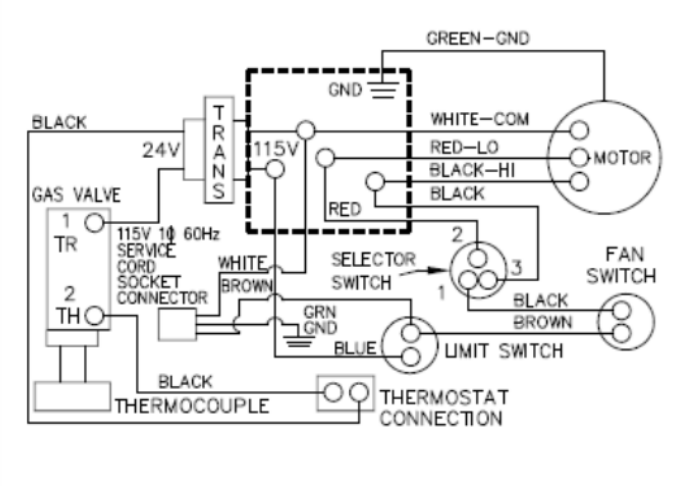 GREEN-GND
GND
BLACK
TRANS
24V
115V
WHITE-COM
RED-LO
MOTOR
BLACK-HI
BLACK
GAS VALVE
1
TR
RED
2
115V 1ϕ 60Hz
SERVICE
CORD
SOCKET
CONNECTOR
WHITE
SELECTOR
SWITCH
3
FAN
SWITCH
BROWN
1
2
TH
BLACK
GRN
GND
BROWN
BLUE
LIMIT SWITCH
BLACK
THERMOCOUPLE
THERMOSTAT
CONNECTION